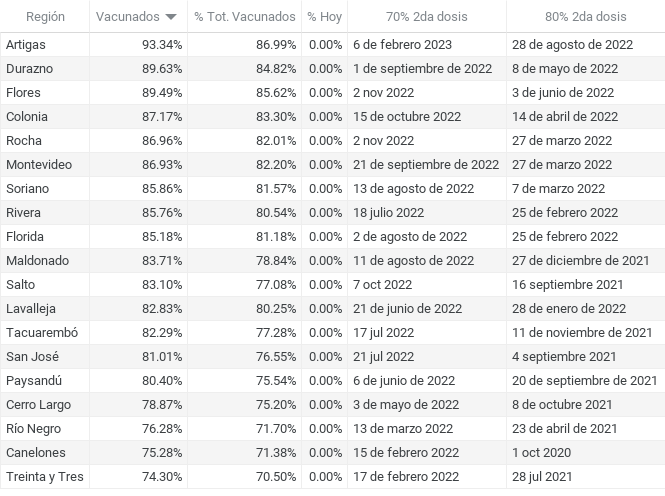 Región Vacunados % Tot. Vacunados % Hoy 70% 2da dosis 80% 2da dosis
Artigas 93.34% 86.99% 0.00% 6 de febrero 2023 28 de agosto de 2022
Durazno 89.63% 84.82% 0.00% 1 de septiembre de 2022 8 de mayo de 2022
Flores 89.49% 85.62% 0.00% 2 nov 2022 3 de junio de 2022
Colonia 87.17% 83.30% 0.00% 15 de octubre 2022 14 de abril de 2022
Rocha 86.96% 82.01% 0.00% 2 nov 2022 27 de marzo 2022
Montevideo 86.93% 82.20% 0.00% 21 de septiembre de 2022 27 de marzo 2022
Soriano 85.86% 81.57% 0.00% 13 de agosto de 2022 7 de marzo 2022
Rivera 85.76% 80.54% 0.00% 18 julio 2022 25 de febrero 2022
Florida 85.18% 81.18% 0.00% 2 de agosto de 2022 25 de febrero 2022
Maldonado 83.71% 78.84% 0.00% 11 de agosto de 2022 27 de diciembre de 2021
Salto 83.10% 77.08% 0.00% 7 oct 2022 16 septiembre 2021
Lavalleja 82.83% 80.25% 0.00% 21 de junio de 2022 28 de enero de 2022
Tacuarembó 82.29% 77.28% 0.00% 17 jul 2022 11 de noviembre de 2021
San José 81.01% 76.55% 0.00% 21 jul 2022 4 septiembre 2021
Paysandú 80.40% 75.54% 0.00% 6 de junio de 2022 20 de septiembre de 2021
Cerro Largo 78.87% 75.20% 0.00% 3 de mayo de 2022 8 de octubre 2021
Río Negro 76.28% 71.70% 0.00% 13 de marzo 2022 23 de abril de 2021
Canelones 75.28% 71.38% 0.00% 15 de febrero 2022 1 oct 2020
Treinta y Tres 74.30% 70.50% 0.00% 17 de febrero 2022 28 jul 2021